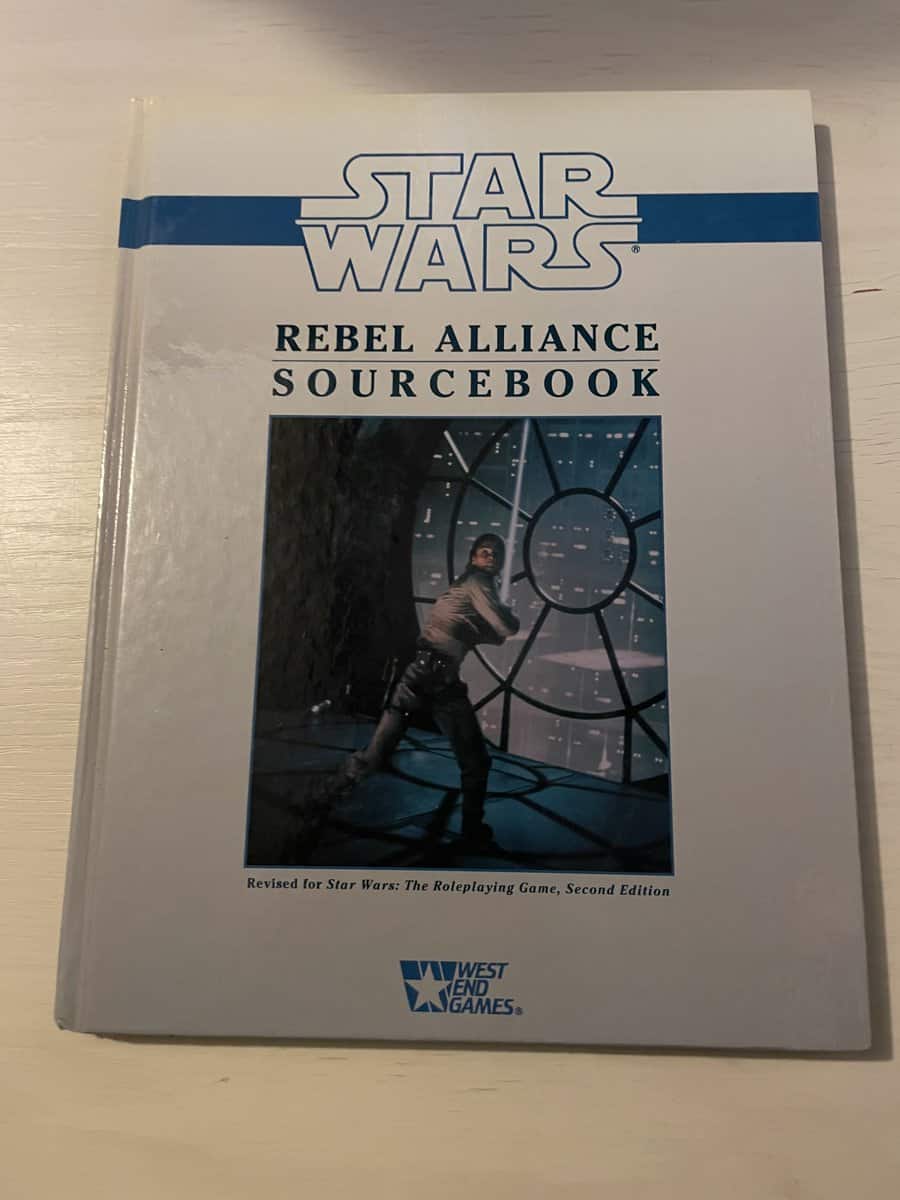 STAR
WARS®
REBEL ALLIANCE
SOURCEBOOK
Revised for Star Wars: The Roleplaying Game, Second Edition
WEST
END
GAMES®